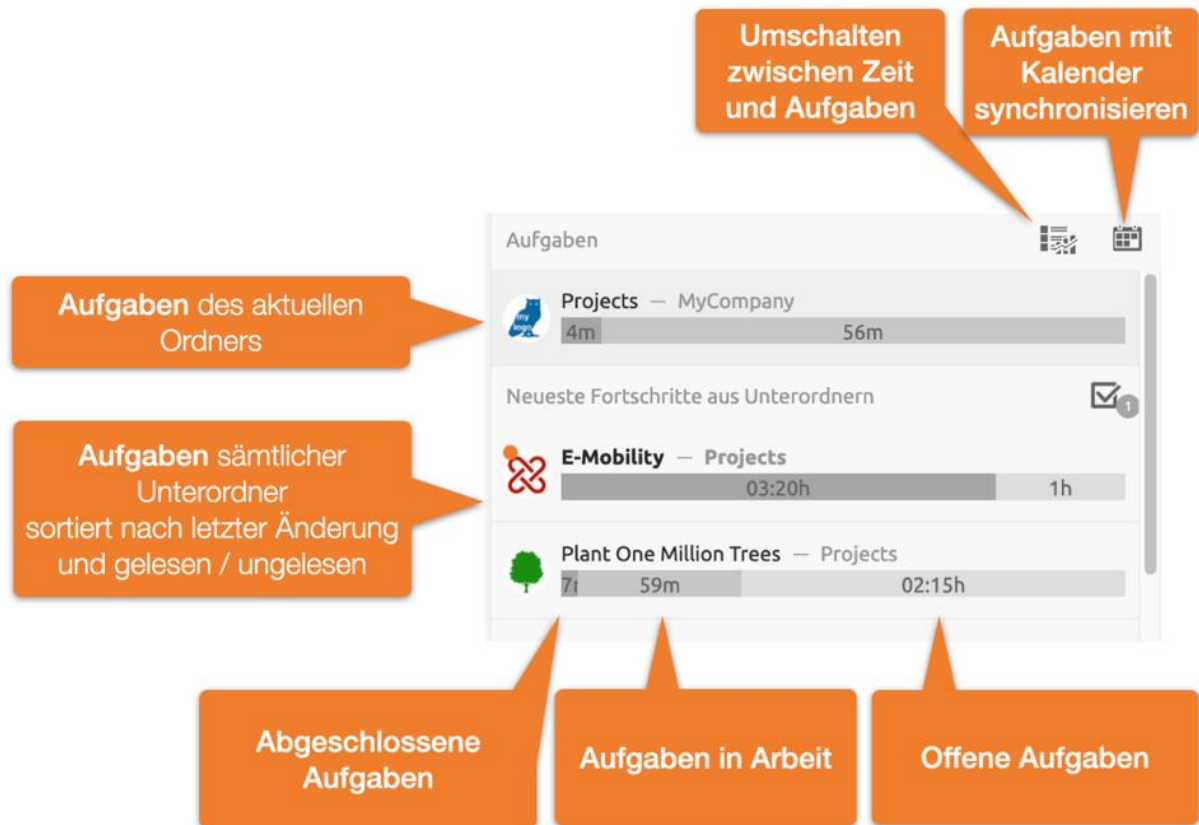 Umschalten
zwischen Zeit
und Aufgaben
Aufgaben mit
Kalender
synchronisieren
Aufgaben
Aufgaben des aktuellen
Ordners
my
logo
Projects — MyCompany
4m 56m
Neueste Fortschritte aus Unterordnern
1
Aufgaben sämtlicher
Unterordner
sortiert nach letzter Änderung
und gelesen / ungelesen
E-Mobility — Projects
03:20h 1h
Plant One Million Trees — Projects
59m 02:15h
Abgeschlossene
Aufgaben
Aufgaben in Arbeit
Offene Aufgaben